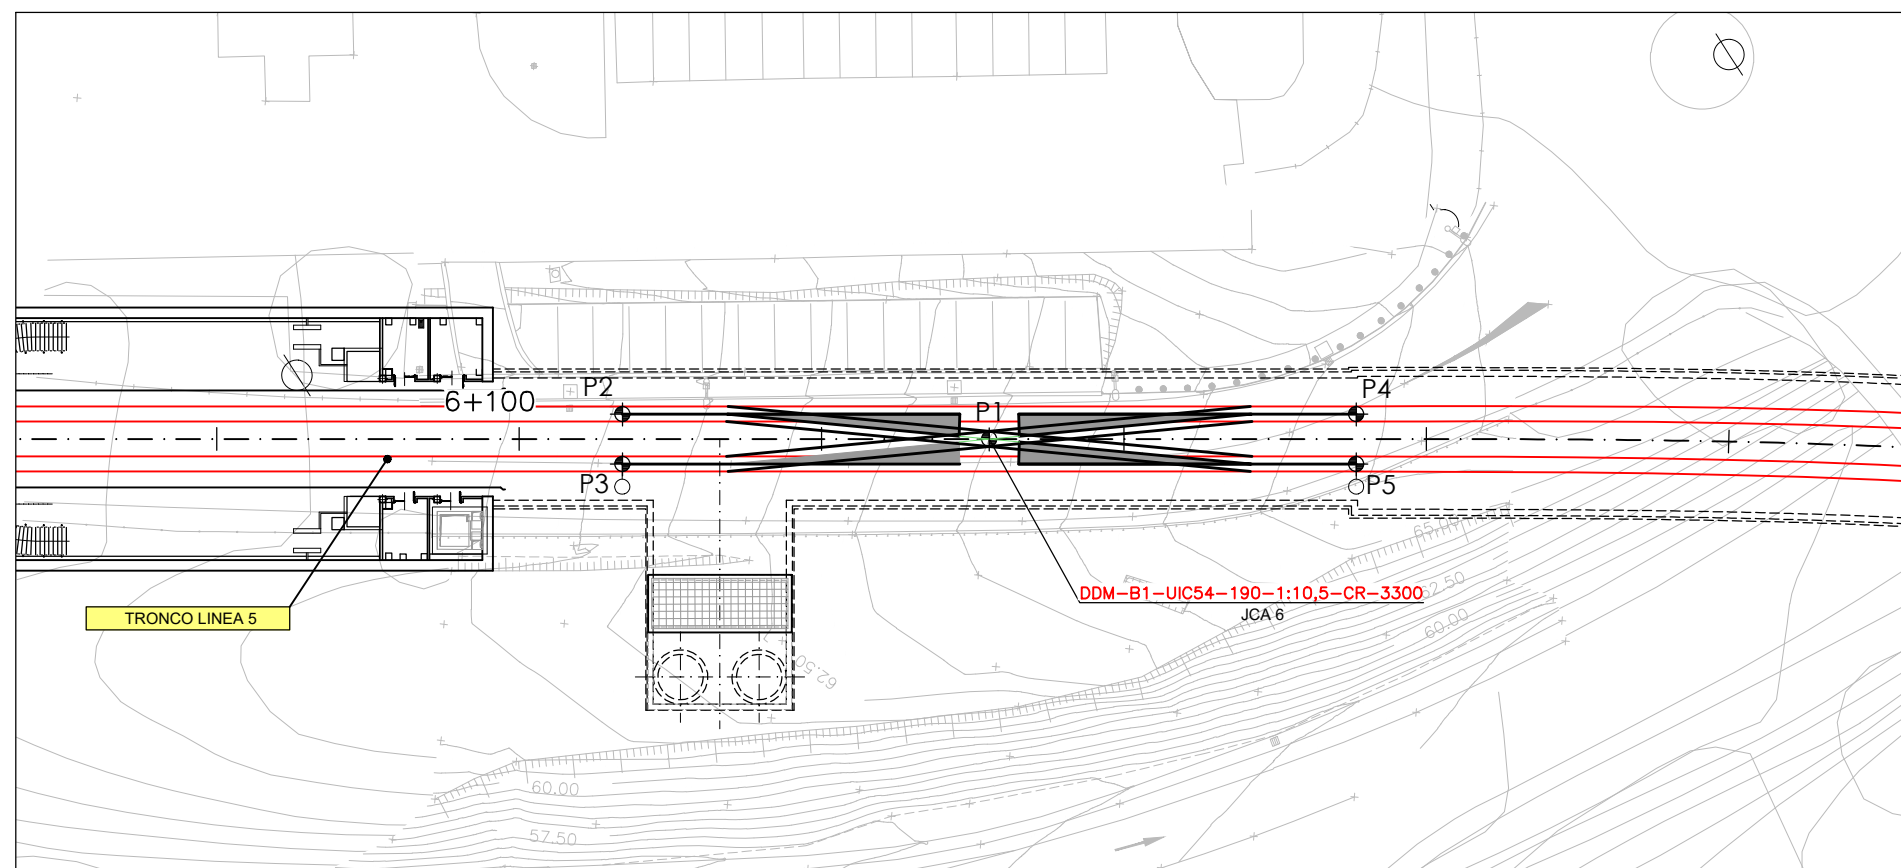 P2
P4
6+100
P1
P3
P5
65.00
62.50
DDM-B1-UIC54-190-1:10,5-CR-3300
JCA 6
60.00
TRONCO LINEA 5
62.50
60.00
57.50